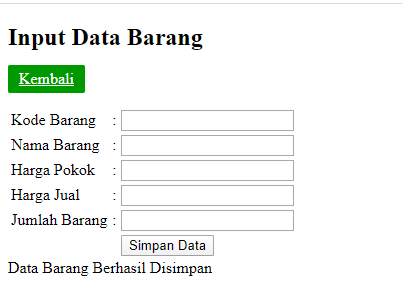 Input Data Barang
Kembali
Kode Barang :
Nama Barang :
Harga Pokok :
Harga Jual :
Jumlah Barang :
Simpan Data
Data Barang Berhasil Disimpan